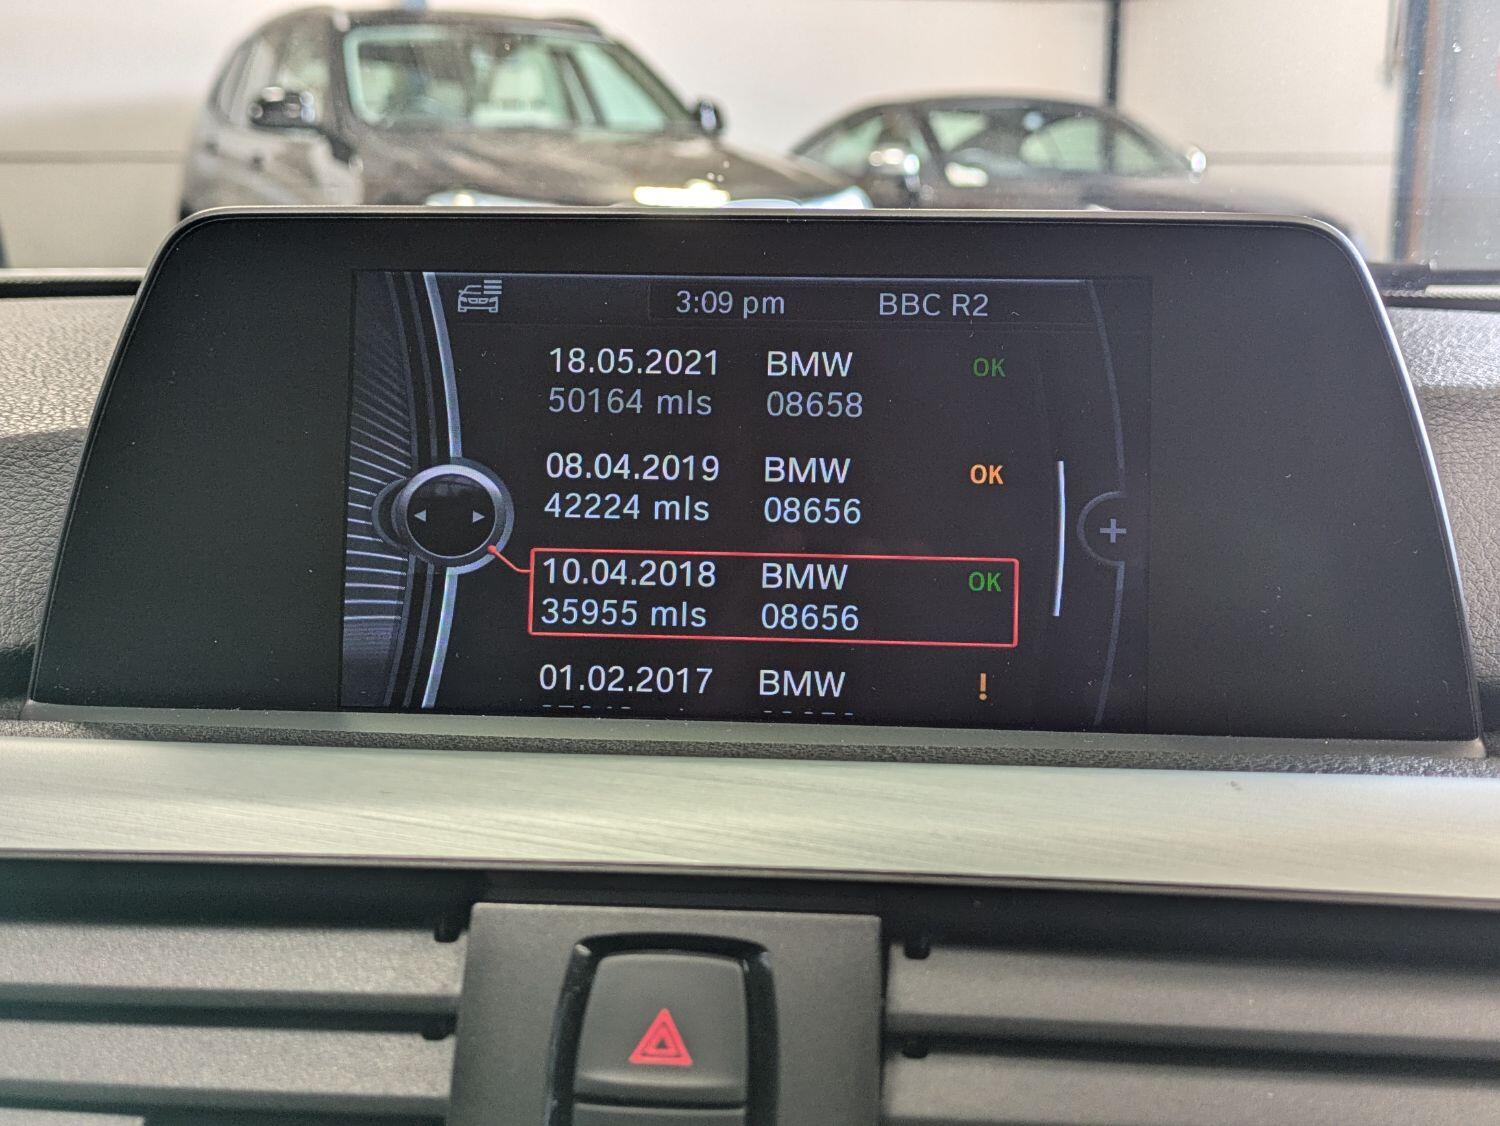 3:09 pm BBC R2
18.05.2021 BMW OK
50164 mls 08658
08.04.2019 BMW OK
42224 mls 08656
10.04.2018 BMW OK
35955 mls 08656
01.02.2017 BMW !